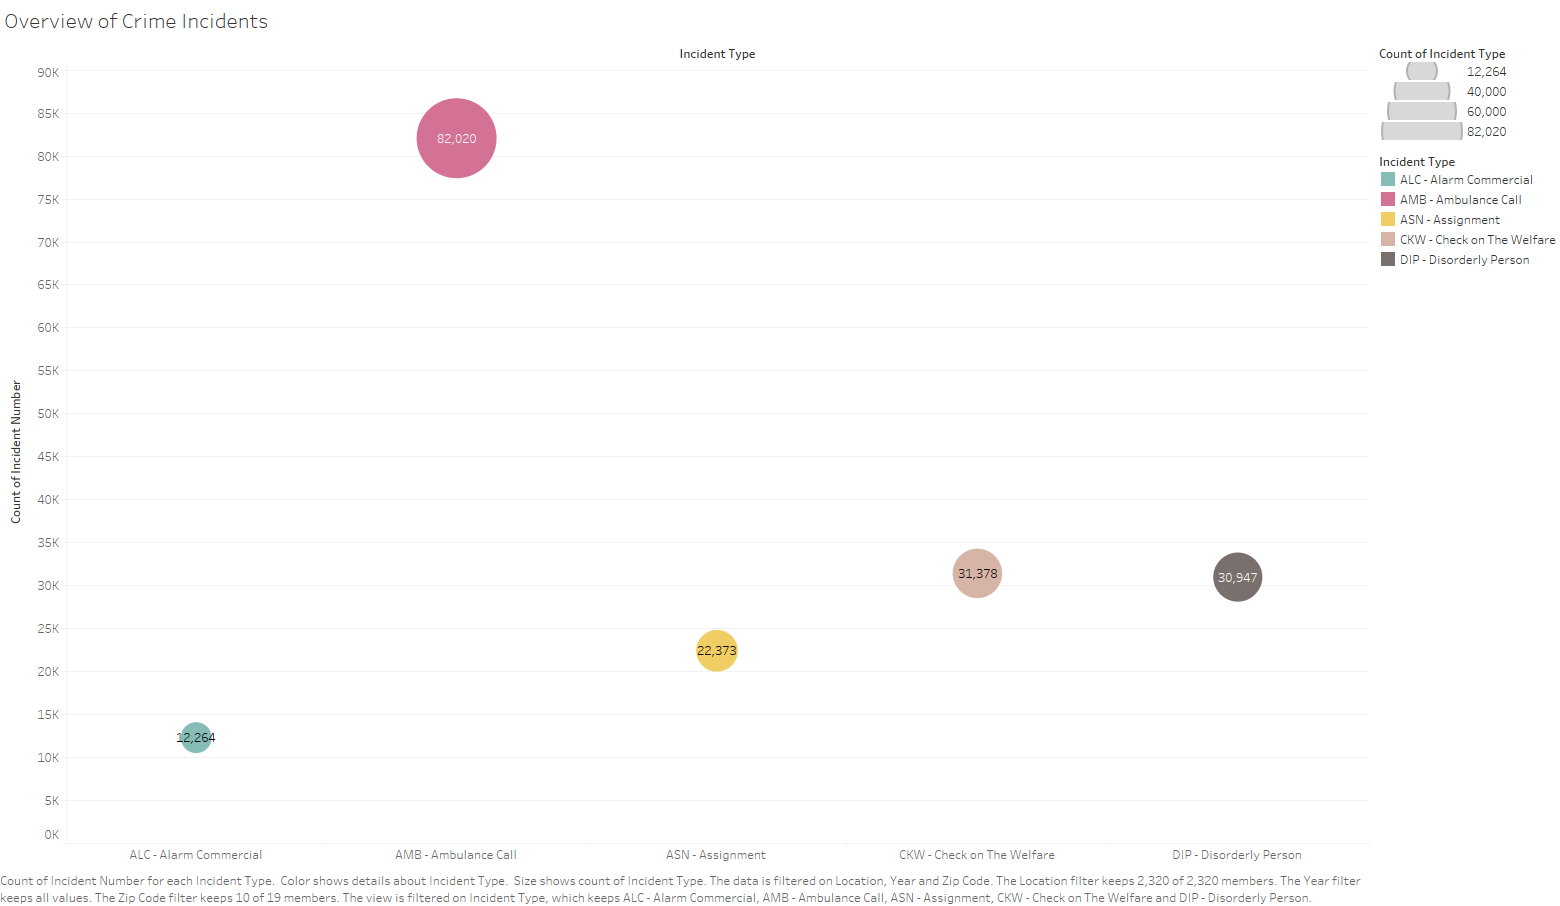 Overview of Crime Incidents
Incident Type
Count of Incident Number
90K
85K
80K
75K
70K
65K
60K
55K
50K
45K
40K
35K
30K
25K
20K
15K
10K
5K
0K
82,020
31,378
30,947
22,373
12,264
ALC - Alarm Commercial
AMB - Ambulance Call
ASN - Assignment
CKW - Check on The Welfare
DIP - Disorderly Person
Count of Incident Type
12,264
40,000
60,000
82,020
Incident Type
ALC - Alarm Commercial
AMB - Ambulance Call
ASN - Assignment
CKW - Check on The Welfare
DIP - Disorderly Person
Count of Incident Number for each Incident Type.  Color shows details about Incident Type.  Size shows count of Incident Type. The data is filtered on Location, Year and Zip Code. The Location filter keeps 2,320 of 2,320 members. The Year filter
keeps all values. The Zip Code filter keeps 10 of 19 members. The view is filtered on Incident Type, which keeps ALC - Alarm Commercial, AMB - Ambulance Call, ASN - Assignment, CKW - Check on The Welfare and DIP - Disorderly Person.